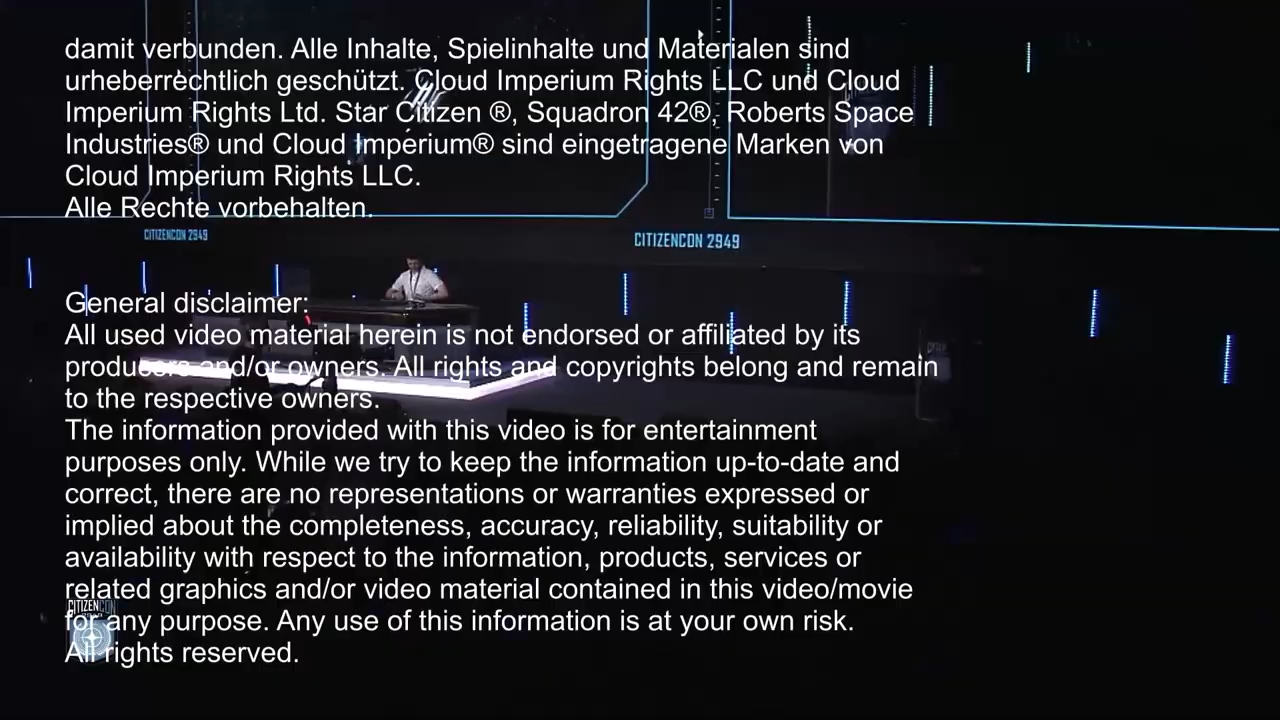 damit verbunden. Alle Inhalte, Spielinhalte und Materialen sind
urheberrechtlich geschützt. Cloud Imperium Rights LLC und Cloud
Imperium Rights Ltd. Star Citizen ®, Squadron 42®, Roberts Space
Industries® und Cloud Imperium® sind eingetragene Marken von
Cloud Imperium Rights LLC.
Alle Rechte vorbehalten.
CITIZENCON 2949
CITIZENCON 2949
General disclaimer:
All used video material herein is not endorsed or affiliated by its
producers and/or owners. All rights and copyrights belong and remain
to the respective owners.
The information provided with this video is for entertainment
purposes only. While we try to keep the information up-to-date and
correct, there are no representations or warranties expressed or
implied about the completeness, accuracy, reliability, suitability or
availability with respect to the information, products, services or
related graphics and/or video material contained in this video/movie
CITIZENCON
for any purpose. Any use of this information is at your own risk.
All rights reserved.